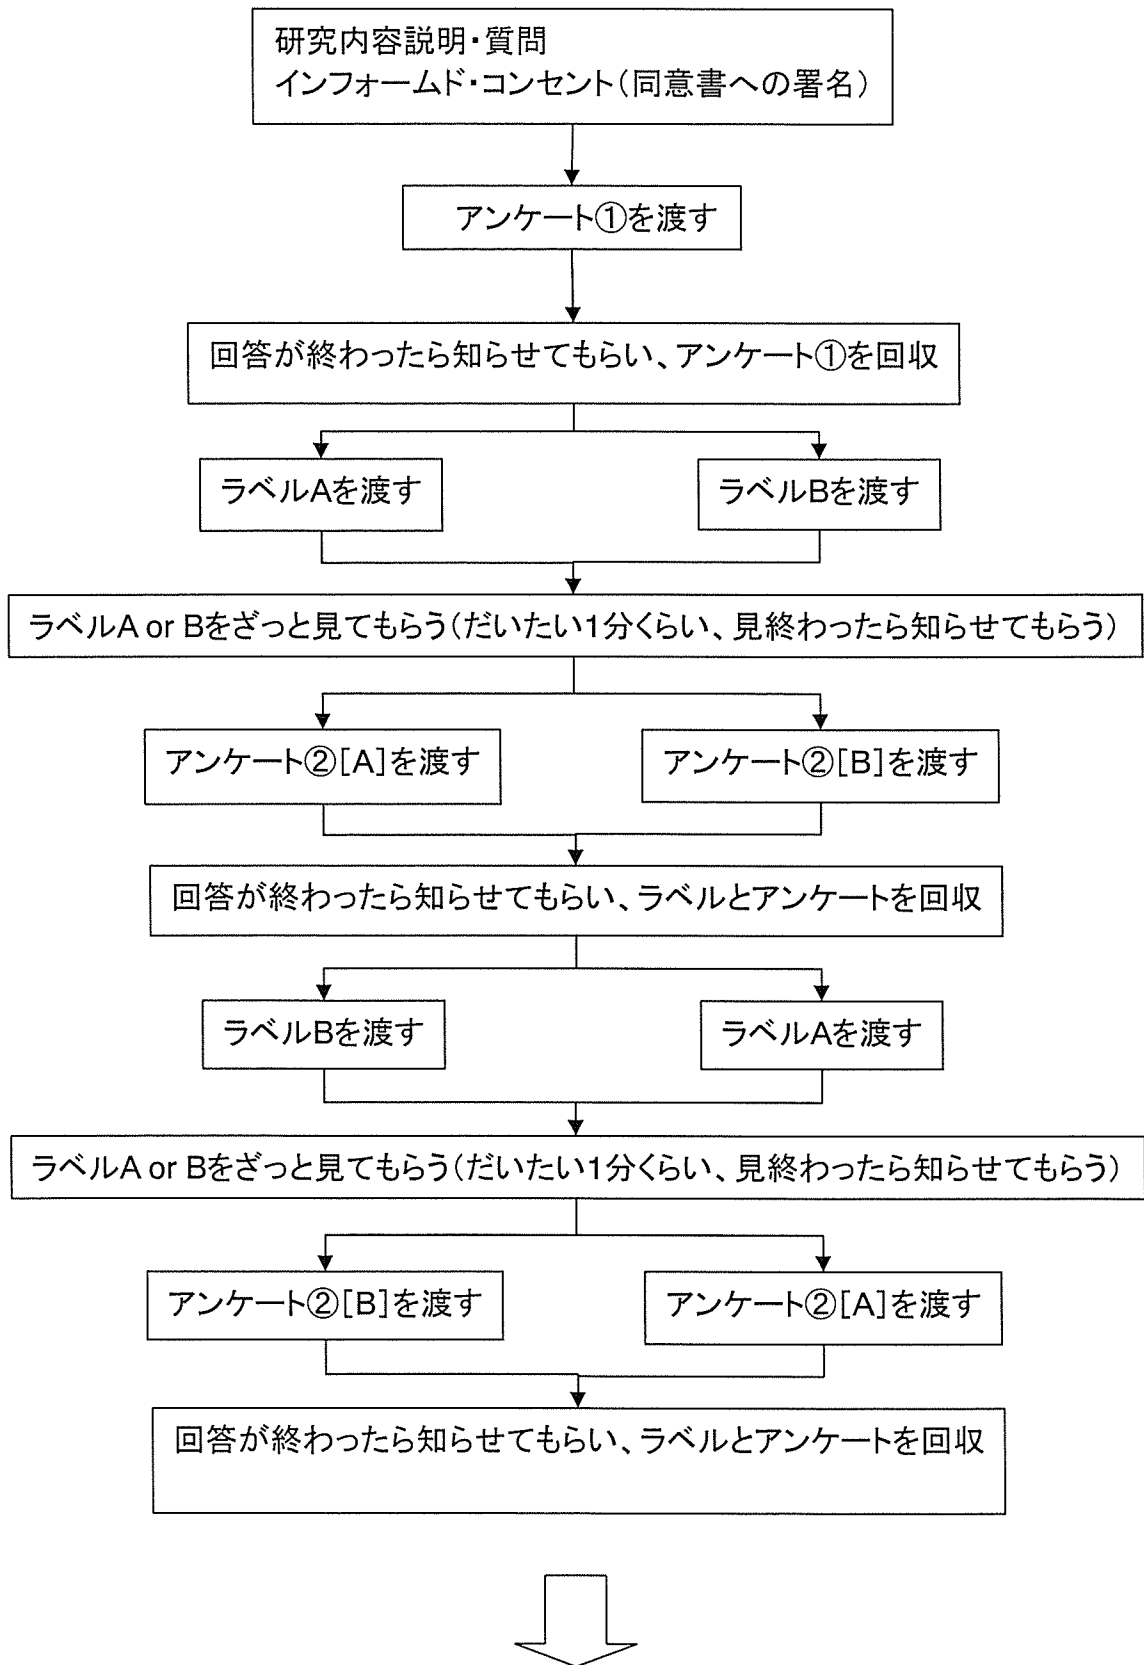 研究内容説明・質問
インフォームド・コンセント(同意書への署名)
アンケート①を渡す
回答が終わったら知らせてもらい、アンケート①を回収
ラベルAを渡す
ラベルBを渡す
ラベルA or Bをざっと見てもらう(だいたい1分くらい、見終わったら知らせてもらう)
アンケート②[A]を渡す
アンケート②[B]を渡す
回答が終わったら知らせてもらい、ラベルとアンケートを回収
ラベルBを渡す
ラベルAを渡す
ラベルA or Bをざっと見てもらう(だいたい1分くらい、見終わったら知らせてもらう)
アンケート②[B]を渡す
アンケート②[A]を渡す
回答が終わったら知らせてもらい、ラベルとアンケートを回収